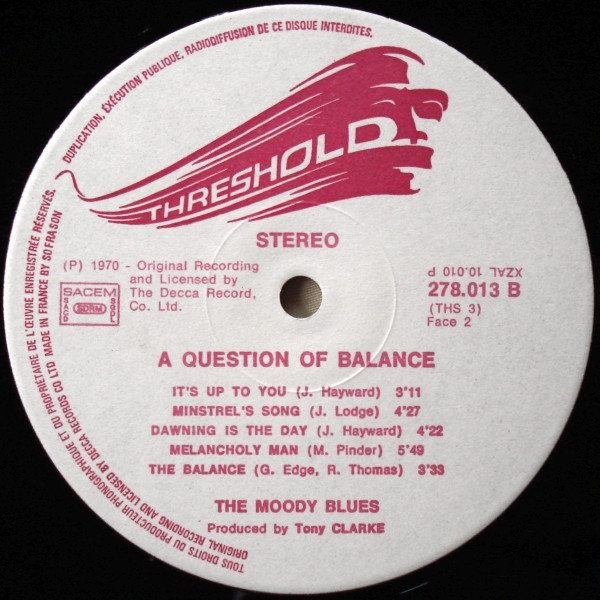 DUPLICATION, EXÉCUTION PUBLIQUE, RADIODIFFUSION DE CE DISQUE INTERDITES.
TOUS DROITS DU PRODUCTEUR PHONOGRAPHIQUE ET DU PROPRIÉTAIRE DE L'ŒUVRE ENREGISTRÉE RÉSERVÉS.
ORIGINAL RECORDING AND LICENSED BY DECCA RECORDS CO LTD MADE IN FRANCE BY SOFRASON
THRESHOLD
STEREO
(P) 1970 - Original Recording
and Licensed by
The Decca Record,
Co. Ltd.
SACEM
SACD SDRM SGDL
XZAL 10.010 P
278.013 B
(THS 3)
Face 2
A QUESTION OF BALANCE
IT'S UP TO YOU (J. Hayward) 3'11
MINSTREL'S SONG (J. Lodge) 4'27
DAWNING IS THE DAY (J. Hayward) 4'22
MELANCHOLY MAN (M. Pinder) 5'49
THE BALANCE (G. Edge, R. Thomas) 3'33
THE MOODY BLUES
Produced by Tony CLARKE